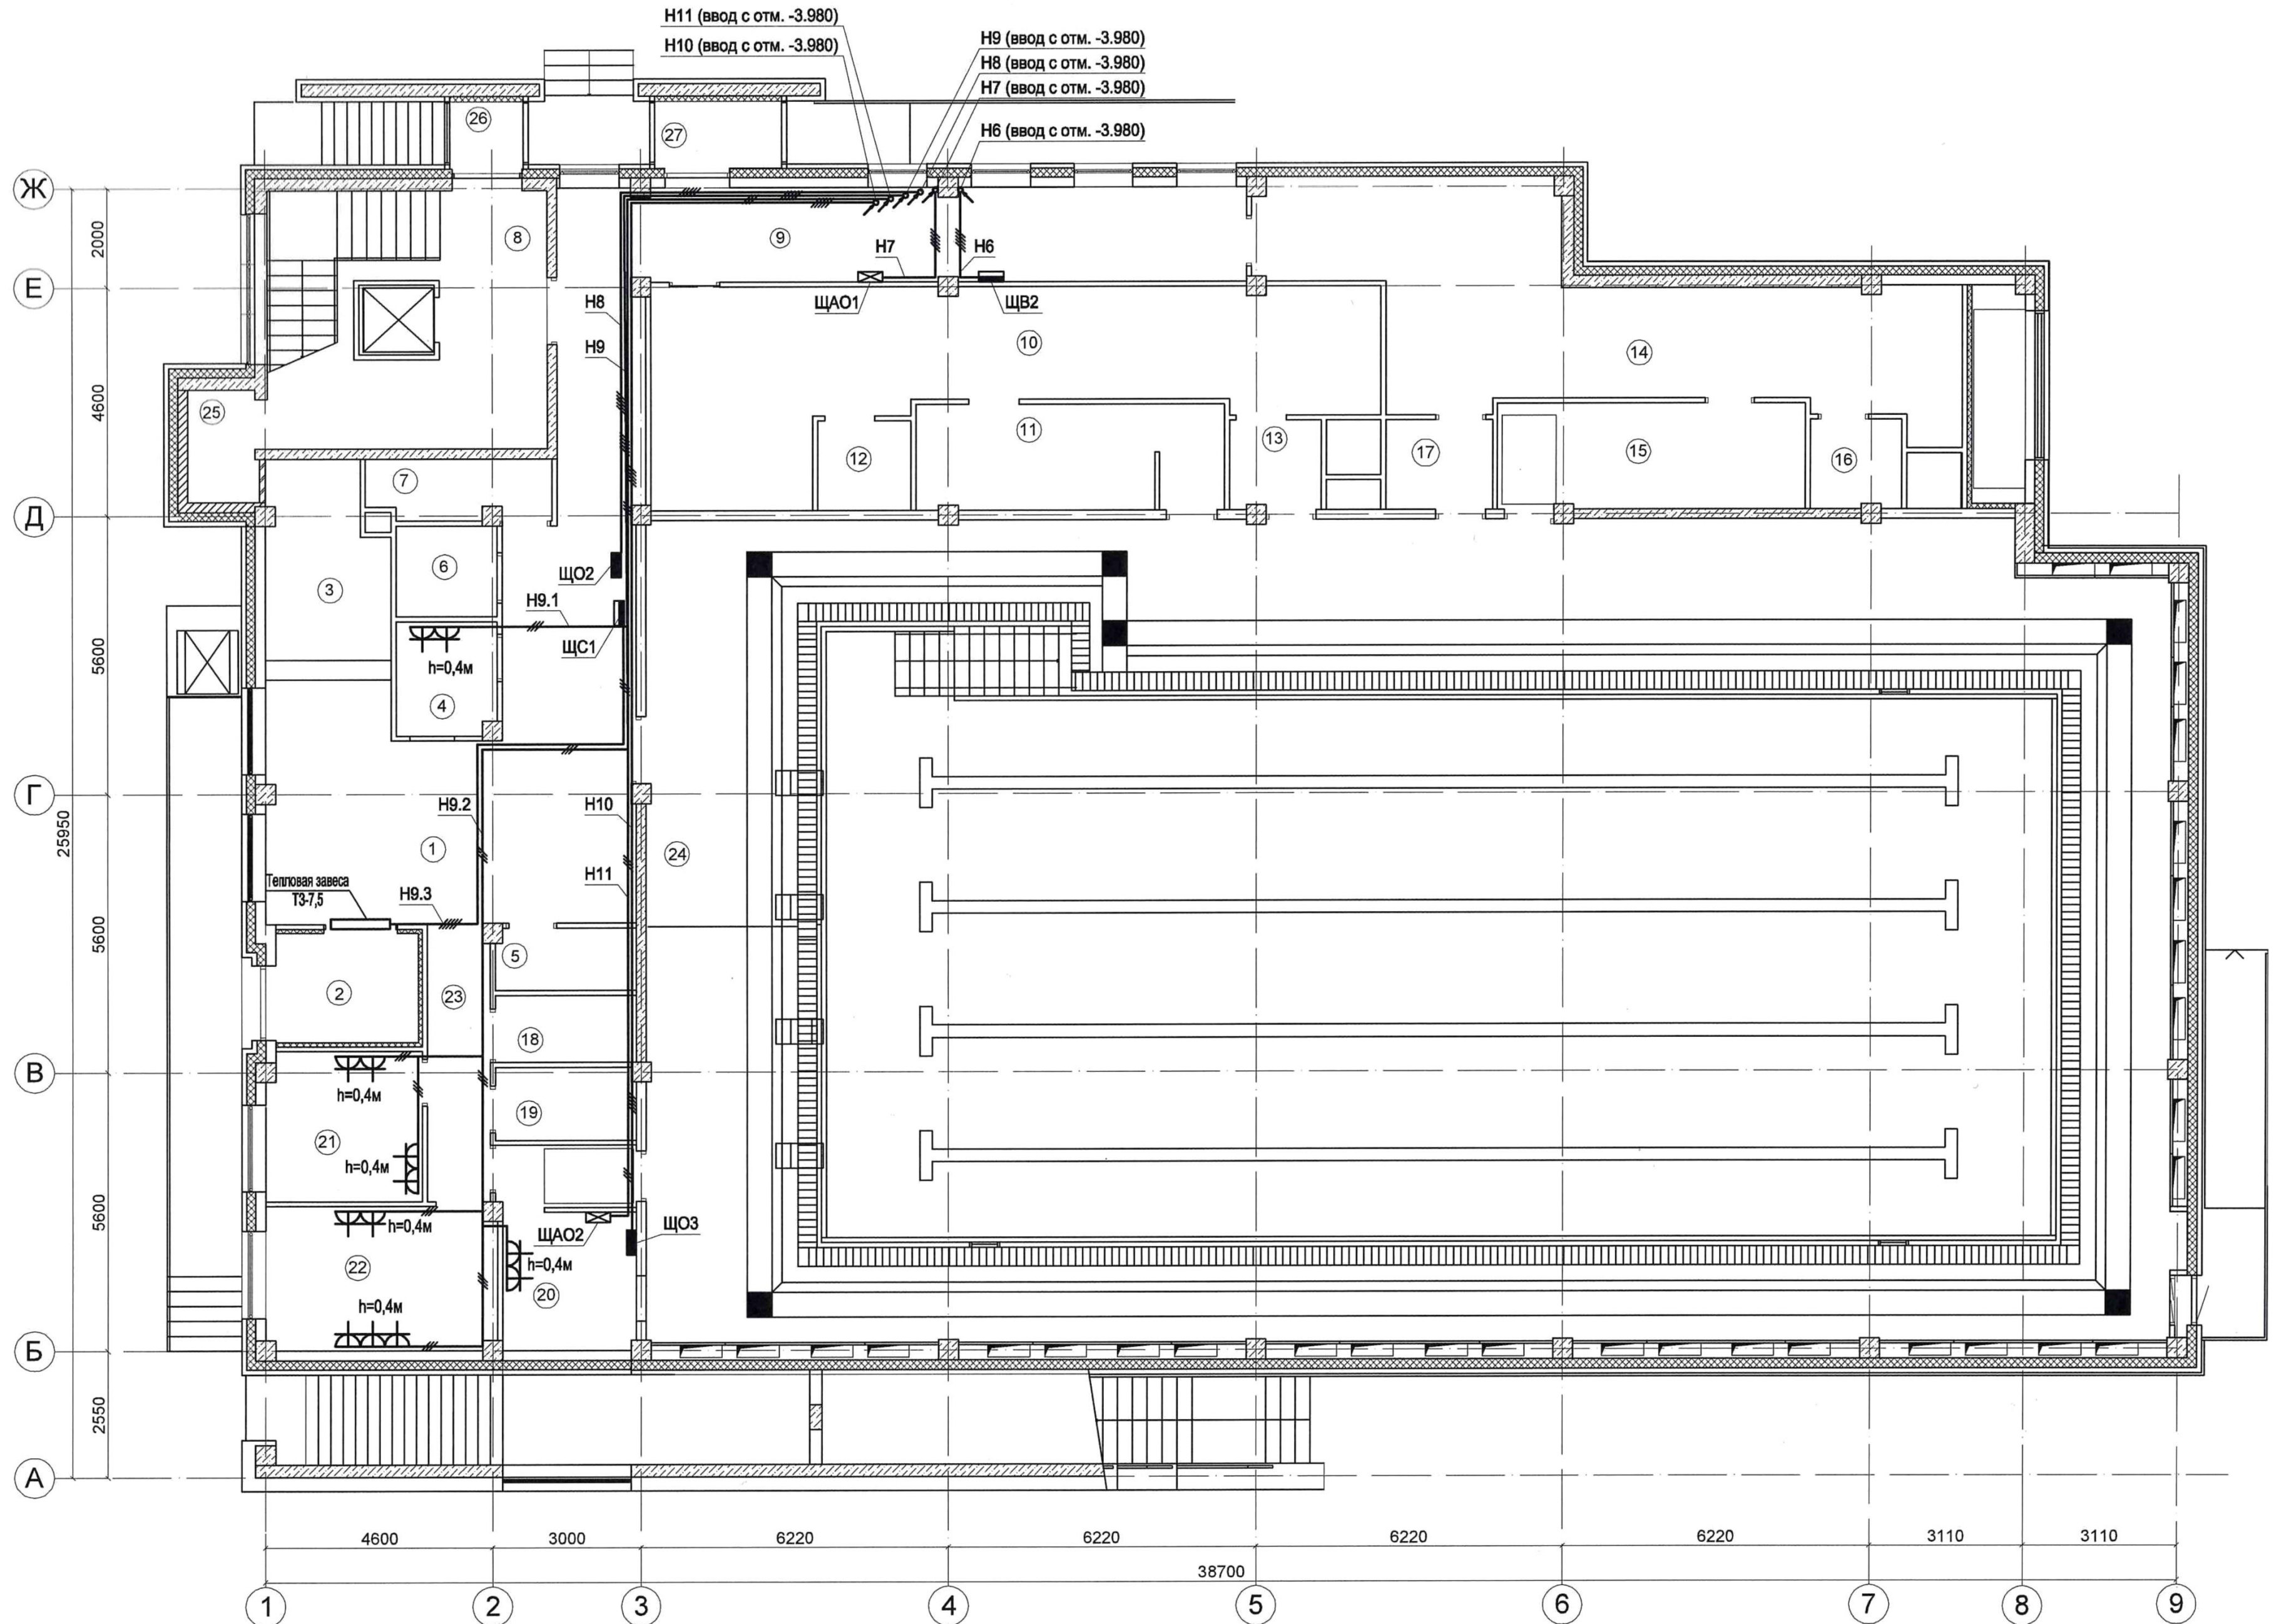 Н11 (ввод с отм. -3.980)
Н10 (ввод с отм. -3.980)
Н9 (ввод с отм. -3.980)
Н8 (ввод с отм. -3.980)
Н7 (ввод с отм. -3.980)
Н6 (ввод с отм. -3.980)
26
27
Ж
2000
8
9
Н7
Н6
Е
ЩАО1
ЩВ2
Н8
Н9
10
14
4600
25
11
12
13
17
15
16
7
Д
6
3
ЩО2
Н9.1
ЩС1
h=0,4м
4
5600
Г
25950
Н9.2
Н10
1
24
Н11
Тепловая завеса
ТЗ-7,5
Н9.3
5600
5
2
23
18
В
h=0,4м
19
21
h=0,4м
5600
h=0,4м
ЩАО2
ЩО3
22
h=0,4м
20
h=0,4м
Б
2550
А
4600
3000
6220
6220
6220
6220
3110
3110
38700
1
2
3
4
5
6
7
8
9